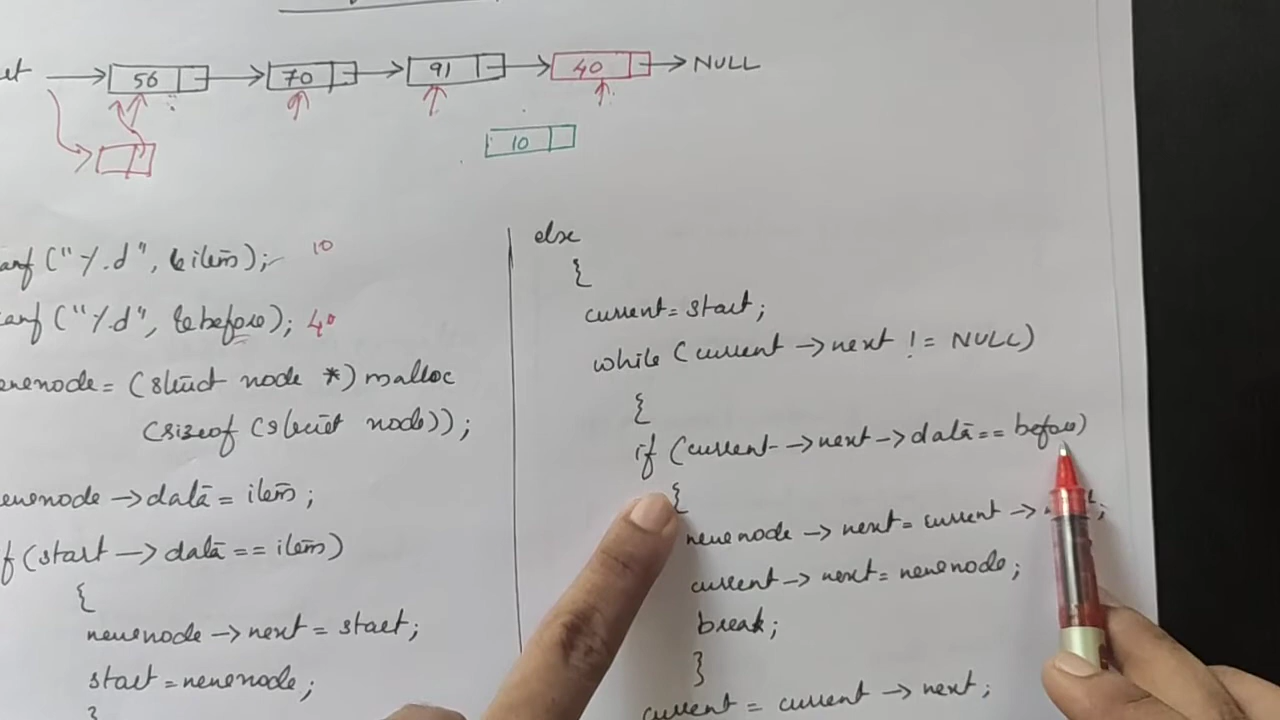 56 70 91 40 NULL
10
("%d", &item); 10
("%d", &before); 40
newnode = (struct node *) malloc
(sizeof (struct node));
newnode -> data = item;
if (start -> data == item)
{
newnode -> next = start;
start = newnode;
}
else
{
current = start;
while (current -> next != NULL)
{
if (current -> next -> data == before)
{
newnode -> next = current ->
current -> next = newnode;
break;
}
current = current -> next;